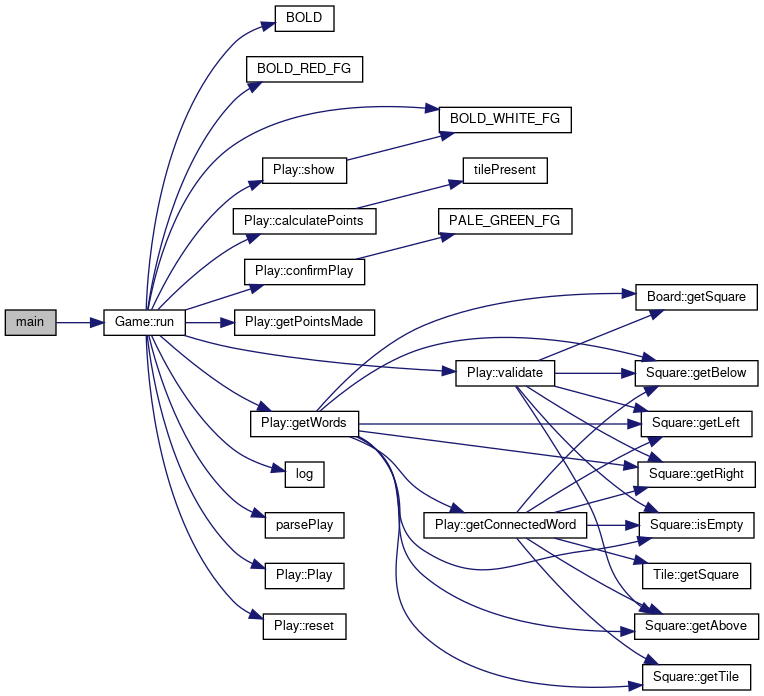 BOLD
BOLD_RED_FG
BOLD_WHITE_FG
Play::show
tilePresent
Play::calculatePoints
PALE_GREEN_FG
Play::confirmPlay
Board::getSquare
main
Game::run
Play::getPointsMade
Play::validate
Square::getBelow
Play::getWords
Square::getLeft
log
Square::getRight
parsePlay
Play::getConnectedWord
Square::isEmpty
Play::Play
Tile::getSquare
Play::reset
Square::getAbove
Square::getTile